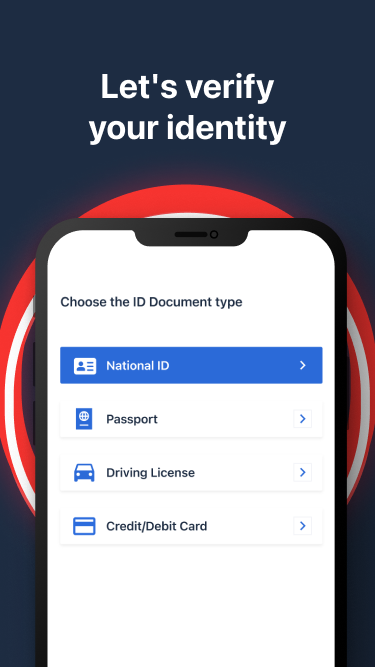 Let's verify
your identity
Choose the ID Document type
National ID
Passport
Driving License
Credit/Debit Card